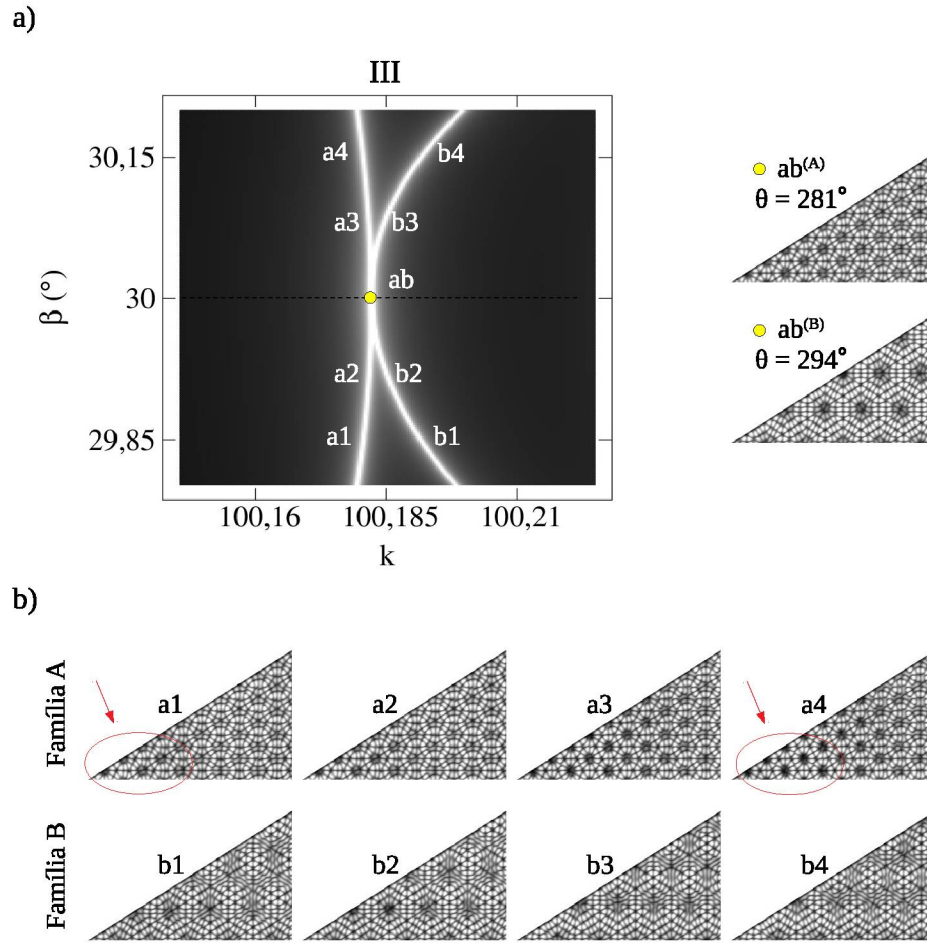 a)
III
30,15
30
29,85
β (°)
a4
b4
a3
b3
ab
a2
b2
a1
b1
100,16
100,185
100,21
k
ab(A)
θ = 281°
ab(B)
θ = 294°
b)
Família A
a1
a2
a3
a4
Família B
b1
b2
b3
b4